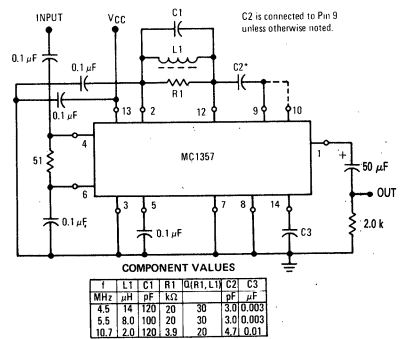 INPUT
VCC
C1
C2 is connected to Pin 9
unless otherwise noted.
L1
0.1 μF
0.1 μF
C2*
R1
0.1 μF
13
2
12
9
10
4
MC1357
1
+
50 μF
51
6
OUT
3
5
7
8
14
2.0 k
0.1 μF
0.1 μF
C3
COMPONENT VALUES
f L1 C1 R1 Q(R1, L1) C2 C3
MHz μH pF kΩ pF μF
4.5 14 120 20 30 3.0 0.003
5.5 8.0 100 20 30 3.0 0.003
10.7 2.0 120 3.9 20 4.7 0.01